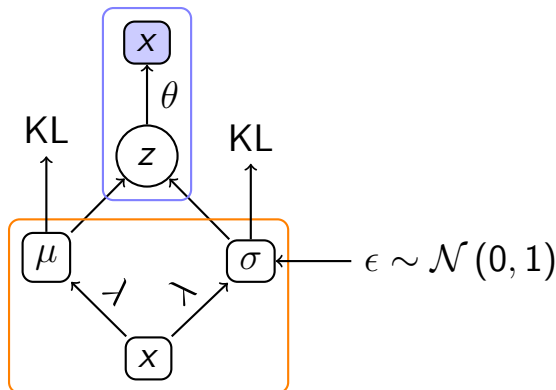 x
θ
KL
z
KL
μ
σ
ϵ ∼ 𝒩 (0, 1)
λ
λ
x